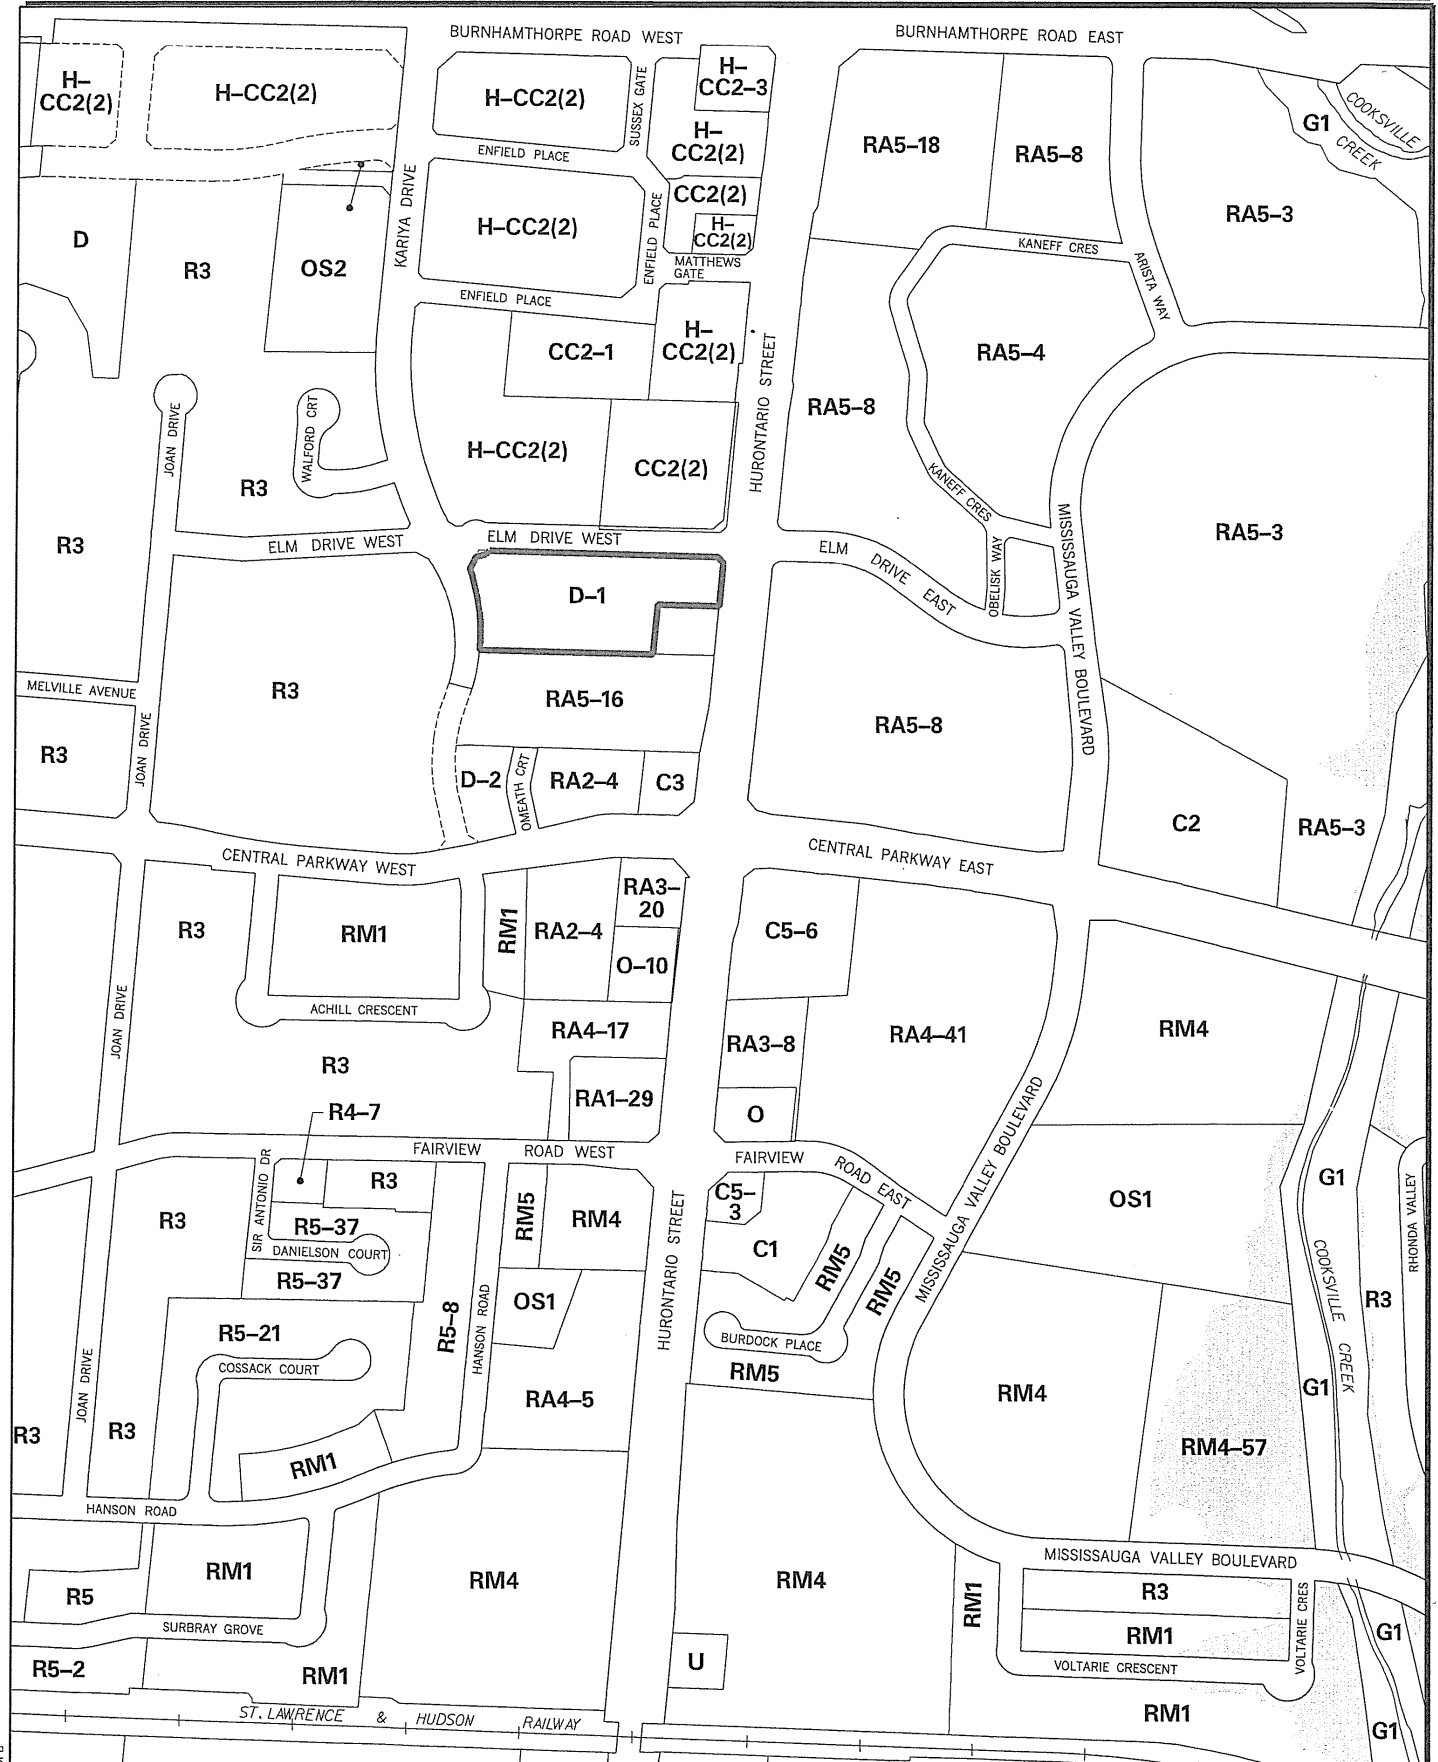 BURNHAMTHORPE ROAD WEST
BURNHAMTHORPE ROAD EAST
H–
CC2(2)
H–CC2(2)
H–CC2(2)
SUSSEX GATE
H–
CC2–3
H–
CC2(2)
RA5–18
RA5–8
G1
COOKSVILLE
CREEK
ENFIELD PLACE
KARIYA DRIVE
CC2(2)
H–
CC2(2)
H–CC2(2)
ENFIELD PLACE
MATTHEWS
GATE
RA5–3
D
R3
OS2
KANEFF CRES
ARISTA WAY
ENFIELD PLACE
CC2–1
H–
CC2(2)
HURONTARIO STREET
RA5–4
RA5–8
JOAN DRIVE
WALFORD CRT
H–CC2(2)
CC2(2)
R3
KANEFF CRES
R3
RA5–3
ELM DRIVE WEST
ELM DRIVE WEST
ELM DRIVE EAST
OBELISK WAY
MISSISSAUGA VALLEY BOULEVARD
D–1
MELVILLE AVENUE
R3
RA5–16
RA5–8
R3
JOAN DRIVE
D–2
OMEATH CRT
RA2–4
C3
C2
RA5–3
CENTRAL PARKWAY WEST
CENTRAL PARKWAY EAST
R3
RM1
RM1
RA2–4
RA3–
20
O–10
C5–6
ACHILL CRESCENT
JOAN DRIVE
RA4–17
RA3–8
RA4–41
RM4
R3
RA1–29
O
R4–7
MISSISSAUGA VALLEY BOULEVARD
FAIRVIEW ROAD WEST
FAIRVIEW ROAD EAST
SIR ANTONIO DR
R3
R3
R5–37
DANIELSON COURT
R5–37
RM5
RM4
C5–
3
C1
RM5
RM5
OS1
G1
RHONDA VALLEY
COOKSVILLE CREEK
R3
HURONTARIO STREET
R5–8
HANSON ROAD
OS1
R5–21
COSSACK COURT
BURDOCK PLACE
RM5
JOAN DRIVE
RA4–5
RM4
G1
R3
R3
RM1
RM4–57
HANSON ROAD
MISSISSAUGA VALLEY BOULEVARD
RM1
RM4
RM4
RM1
R3
R5
RM1
VOLTARIE CRES
G1
SURBRAY GROVE
VOLTARIE CRESCENT
R5–2
RM1
U
RM1
G1
ST. LAWRENCE & HUDSON RAILWAY